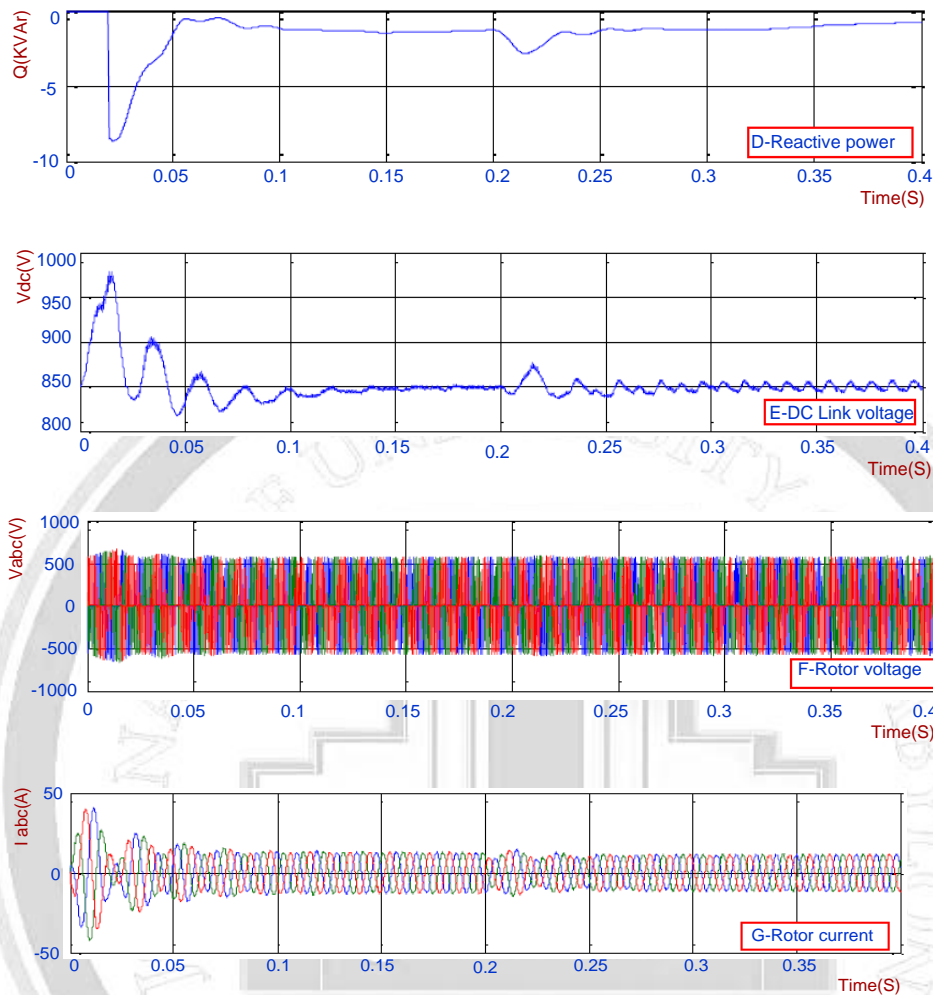 Q(KVAr)
0
-5
-10
0 0.05 0.1 0.15 0.2 0.25 0.3 0.35 0.4
D-Reactive power
Time(S)
Vdc(V)
1000
950
900
850
800
0 0.05 0.1 0.15 0.2 0.25 0.3 0.35 0.4
E-DC Link voltage
Time(S)
Vabc(V)
1000
500
0
-500
-1000
0 0.05 0.1 0.15 0.2 0.25 0.3 0.35 0.4
F-Rotor voltage
Time(S)
I abc(A)
50
0
-50
0 0.05 0.1 0.15 0.2 0.25 0.3 0.35
G-Rotor current
Time(S)